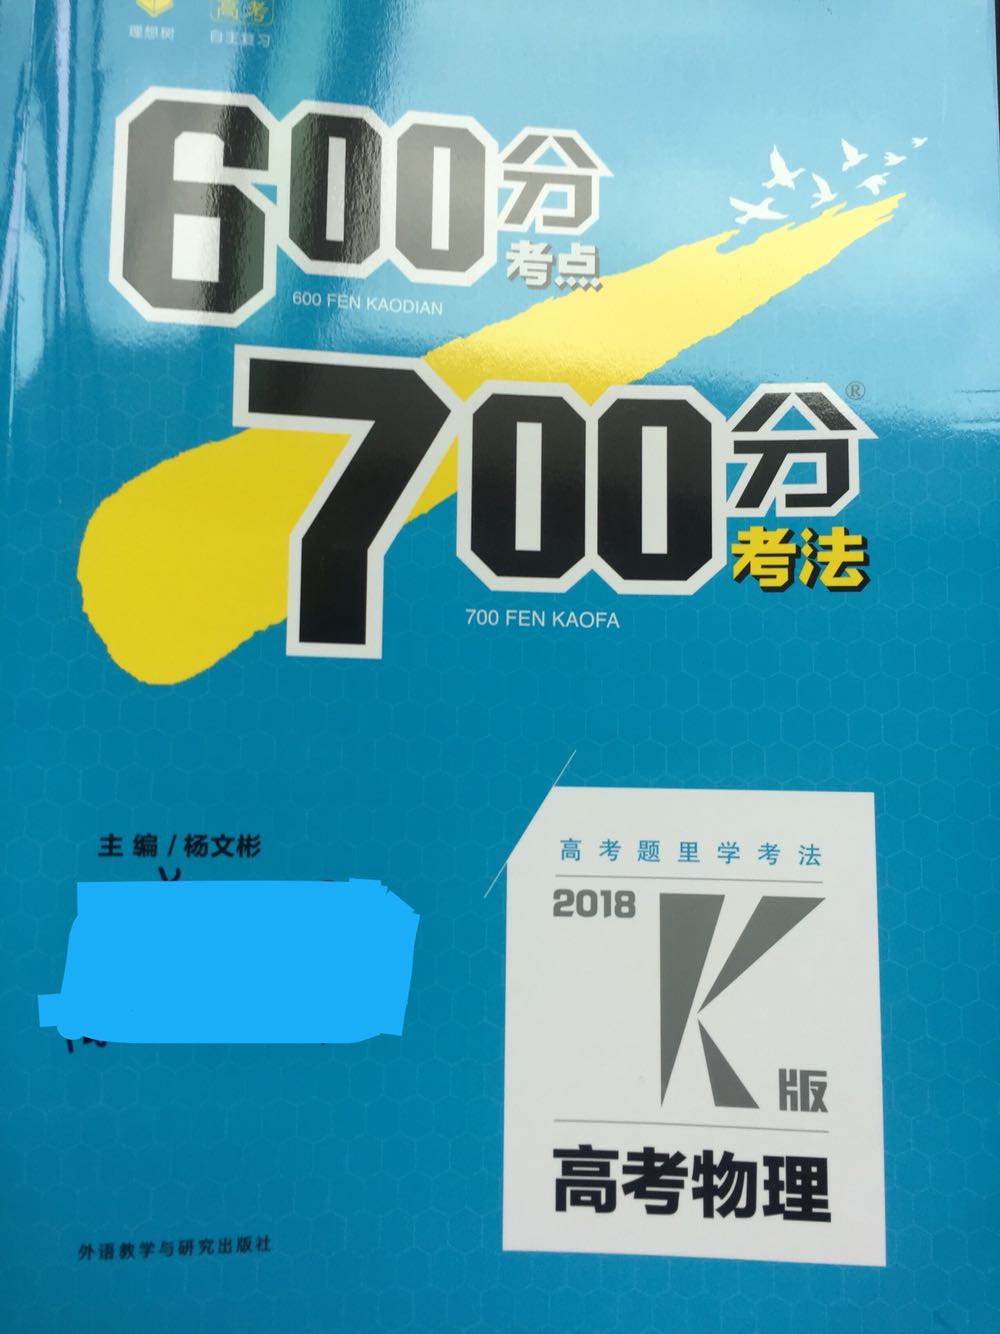 理想树
高考
自主复习
600分
考点
600 FEN KAODIAN
700分®
考法
700 FEN KAOFA
主编/杨文彬
高考题里学考法
2018
K版
高考物理
外语教学与研究出版社